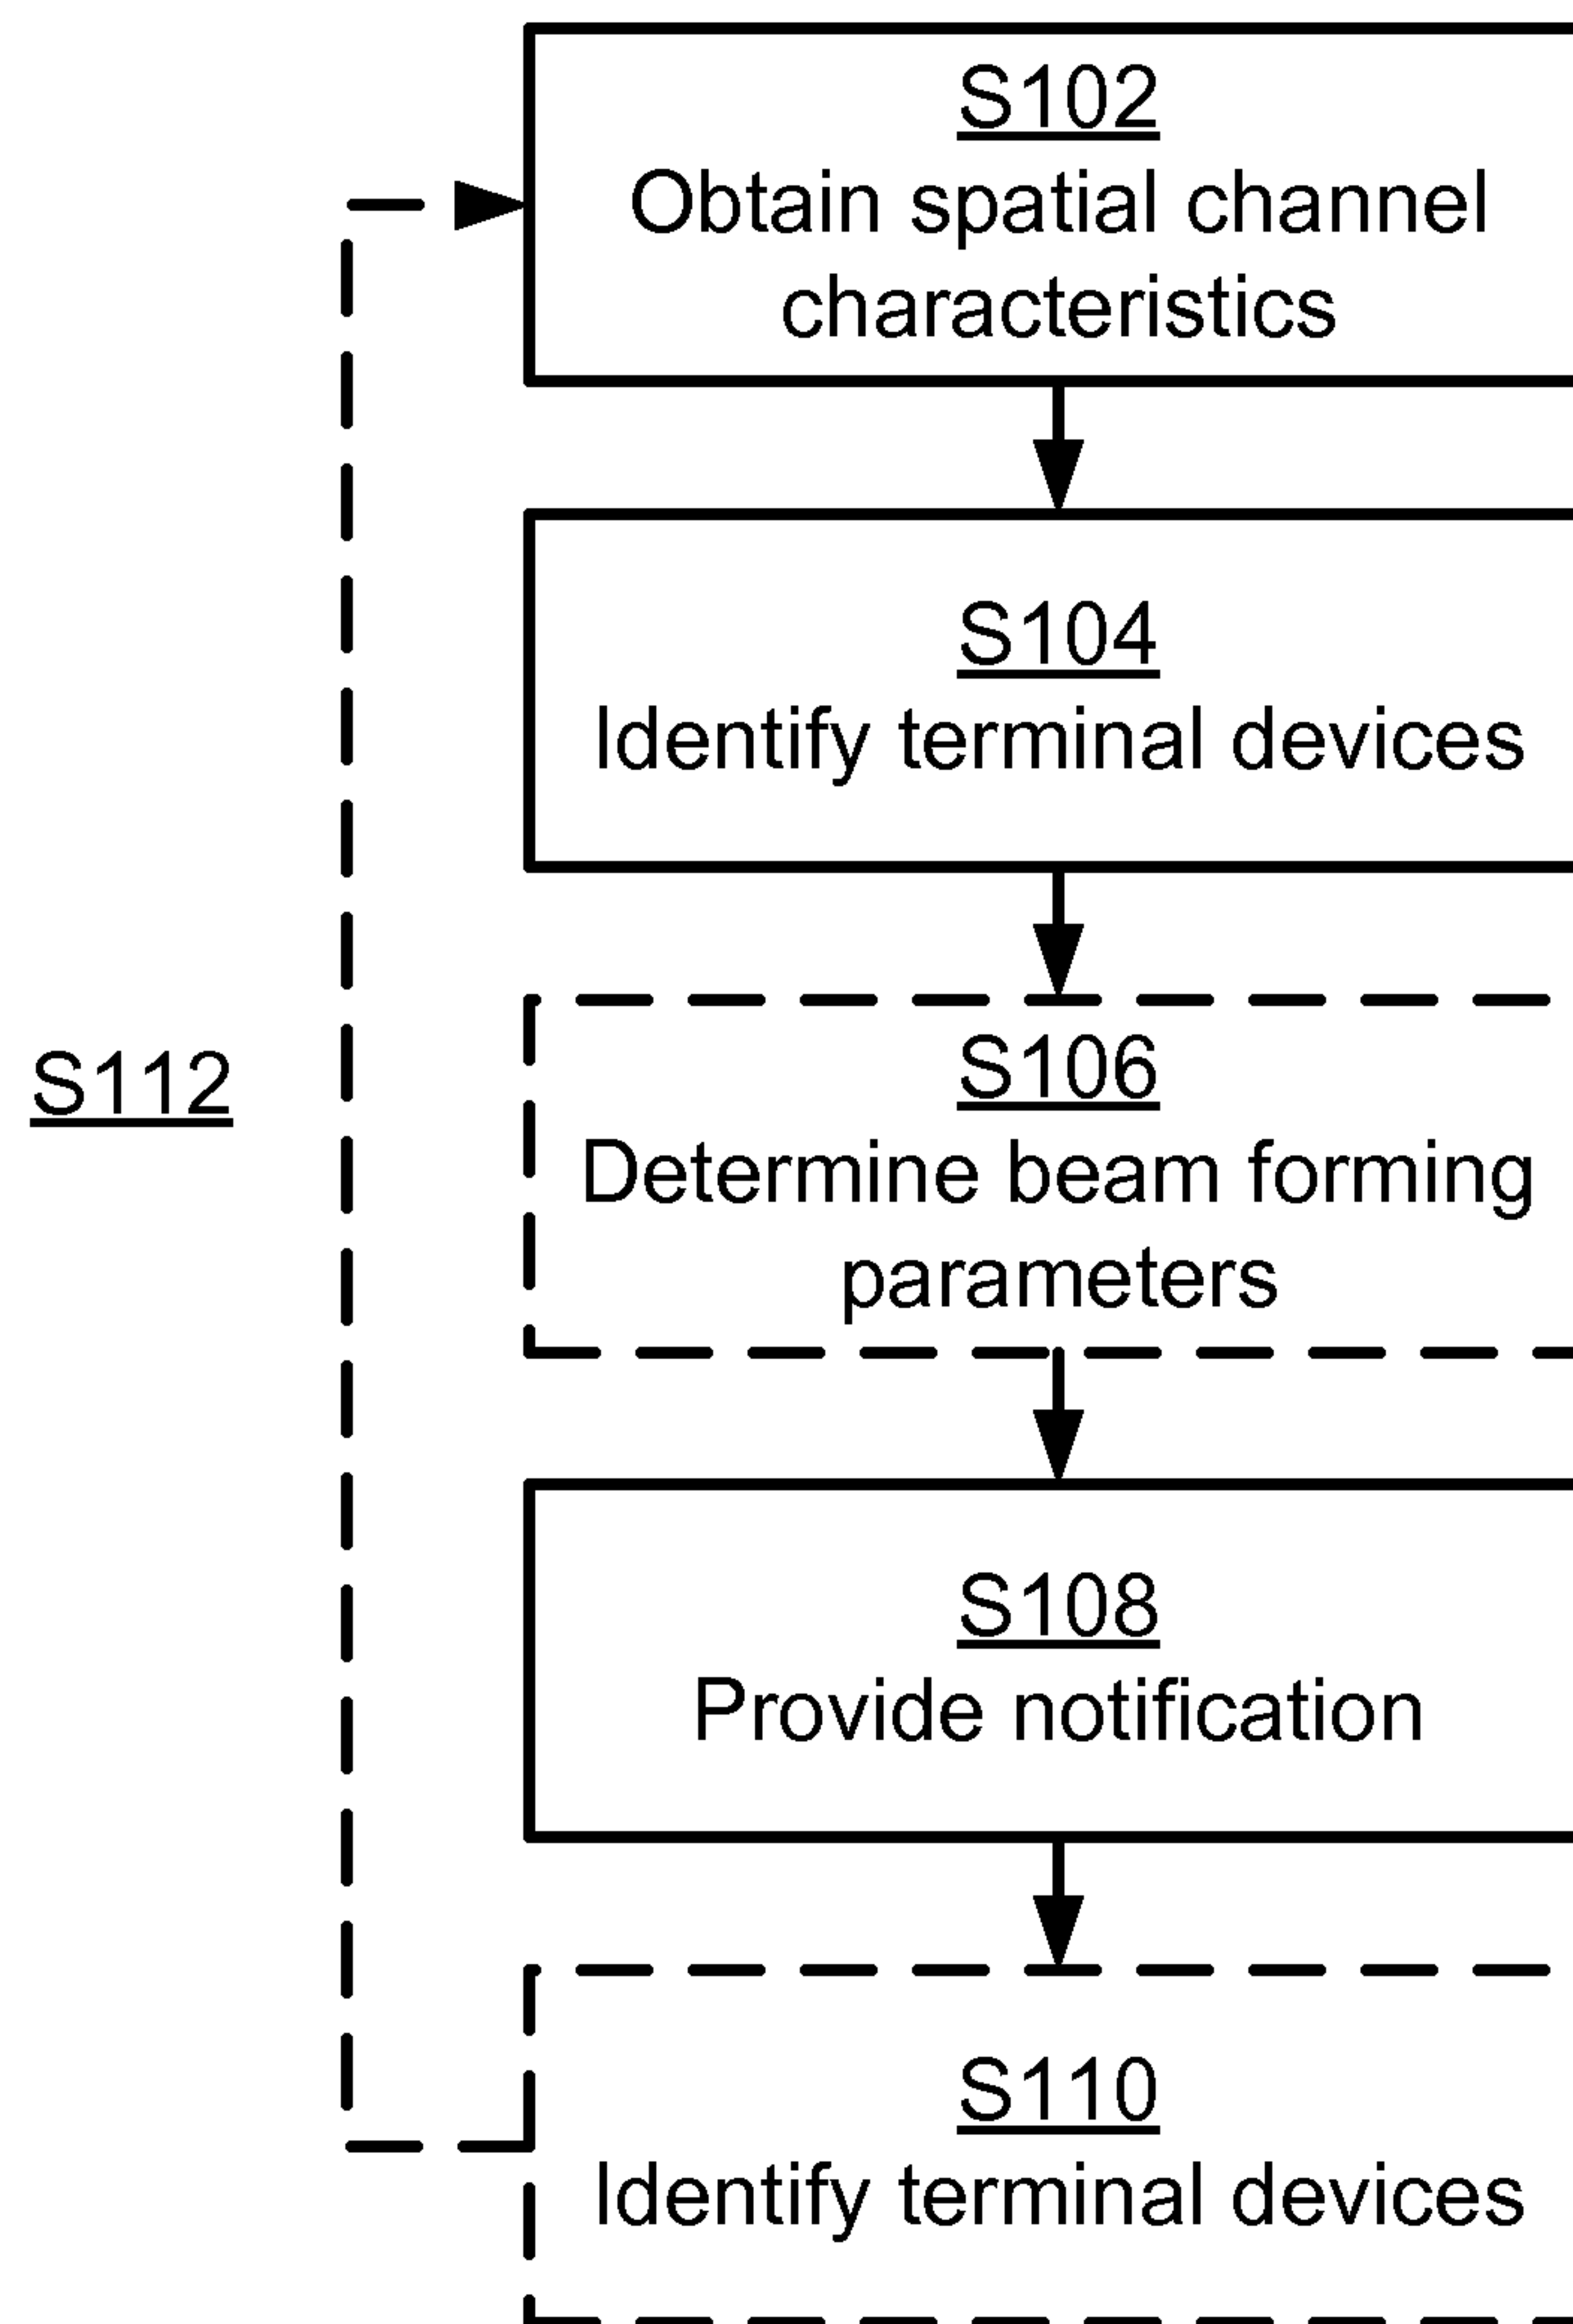 S102
Obtain spatial channel
characteristics
S104
Identify terminal devices
S106
Determine beam forming
parameters
S112
S108
Provide notification
S110
Identify terminal devices